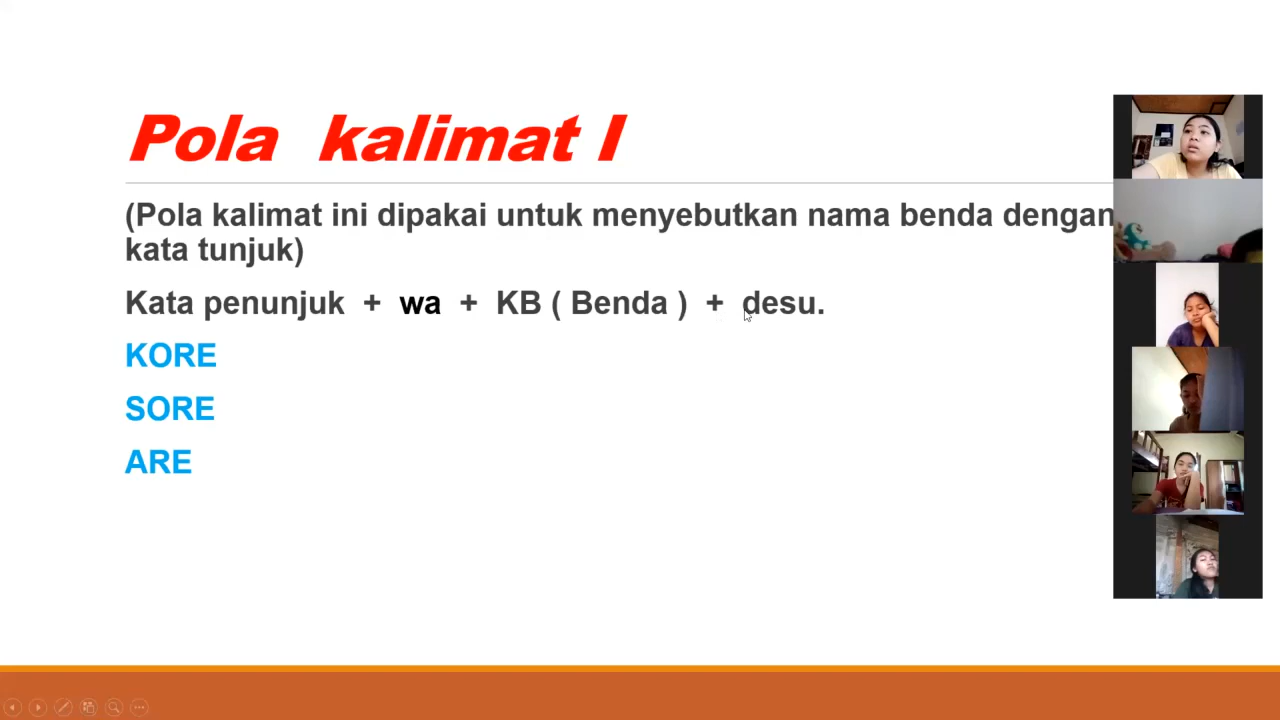 Pola kalimat I
(Pola kalimat ini dipakai untuk menyebutkan nama benda dengan
kata tunjuk)
Kata penunjuk + wa + KB ( Benda ) + desu.
KORE
SORE
ARE